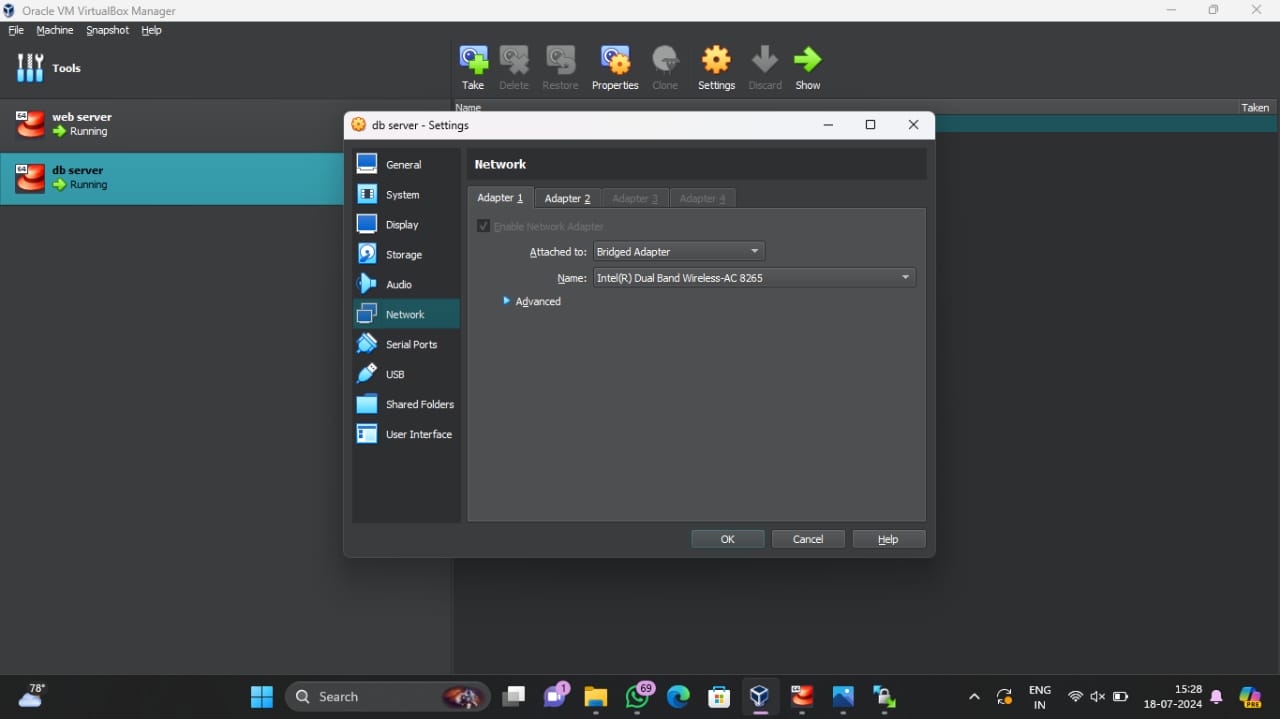 Oracle VM VirtualBox Manager
File Machine Snapshot Help
Tools
Take Delete Restore Properties Clone Settings Discard Show
Name Taken
64 web server
Running
64 db server
Running
db server - Settings
General
System
Display
Storage
Audio
Network
Serial Ports
USB
Shared Folders
User Interface
Network
Adapter 1 Adapter 2 Adapter 3 Adapter 4
Enable Network Adapter
Attached to: Bridged Adapter
Name: Intel(R) Dual Band Wireless-AC 8265
Advanced
OK Cancel Help
78°
Search
1
69
64
ENG
IN
15:28
18-07-2024
PRE